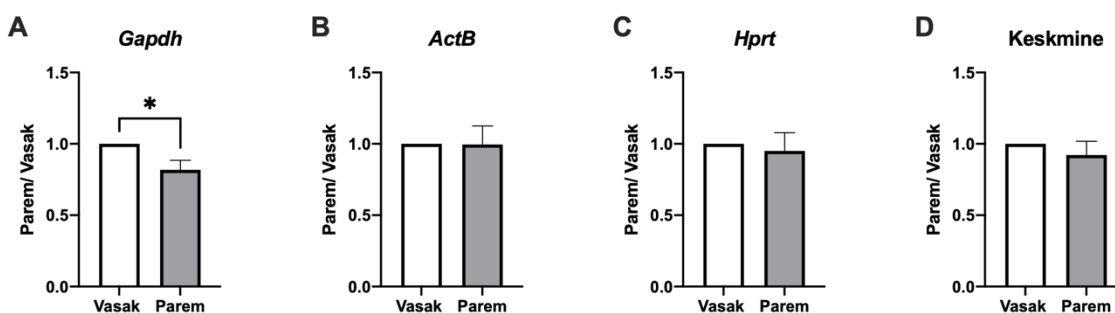 A
Gapdh
1.5
1.0
0.5
0.0
Parem/ Vasak
*
Vasak Parem
B
ActB
1.5
1.0
0.5
0.0
Parem/ Vasak
Vasak Parem
C
Hprt
1.5
1.0
0.5
0.0
Parem/ Vasak
Vasak Parem
D
Keskmine
1.5
1.0
0.5
0.0
Parem/ Vasak
Vasak Parem